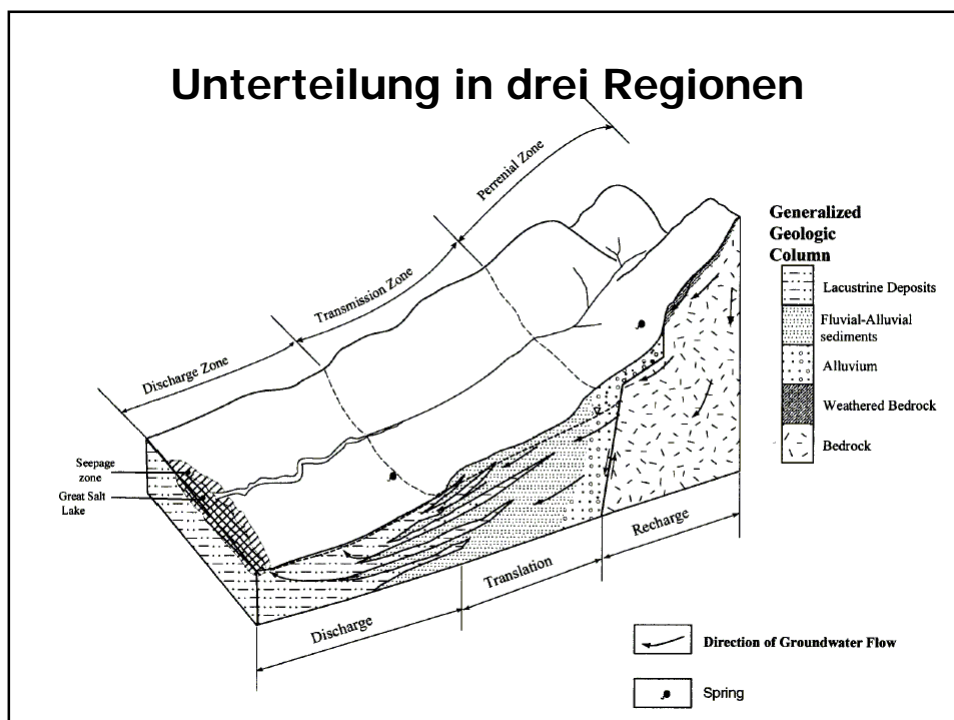 Unterteilung in drei Regionen
Perrenial Zone
Transmission Zone
Discharge Zone
Generalized
Geologic
Column
Lacustrine Deposits
Fluvial-Alluvial
sediments
Alluvium
Weathered Bedrock
Bedrock
Seepage
zone
Great Salt
Lake
Recharge
Translation
Discharge
Direction of Groundwater Flow
Spring